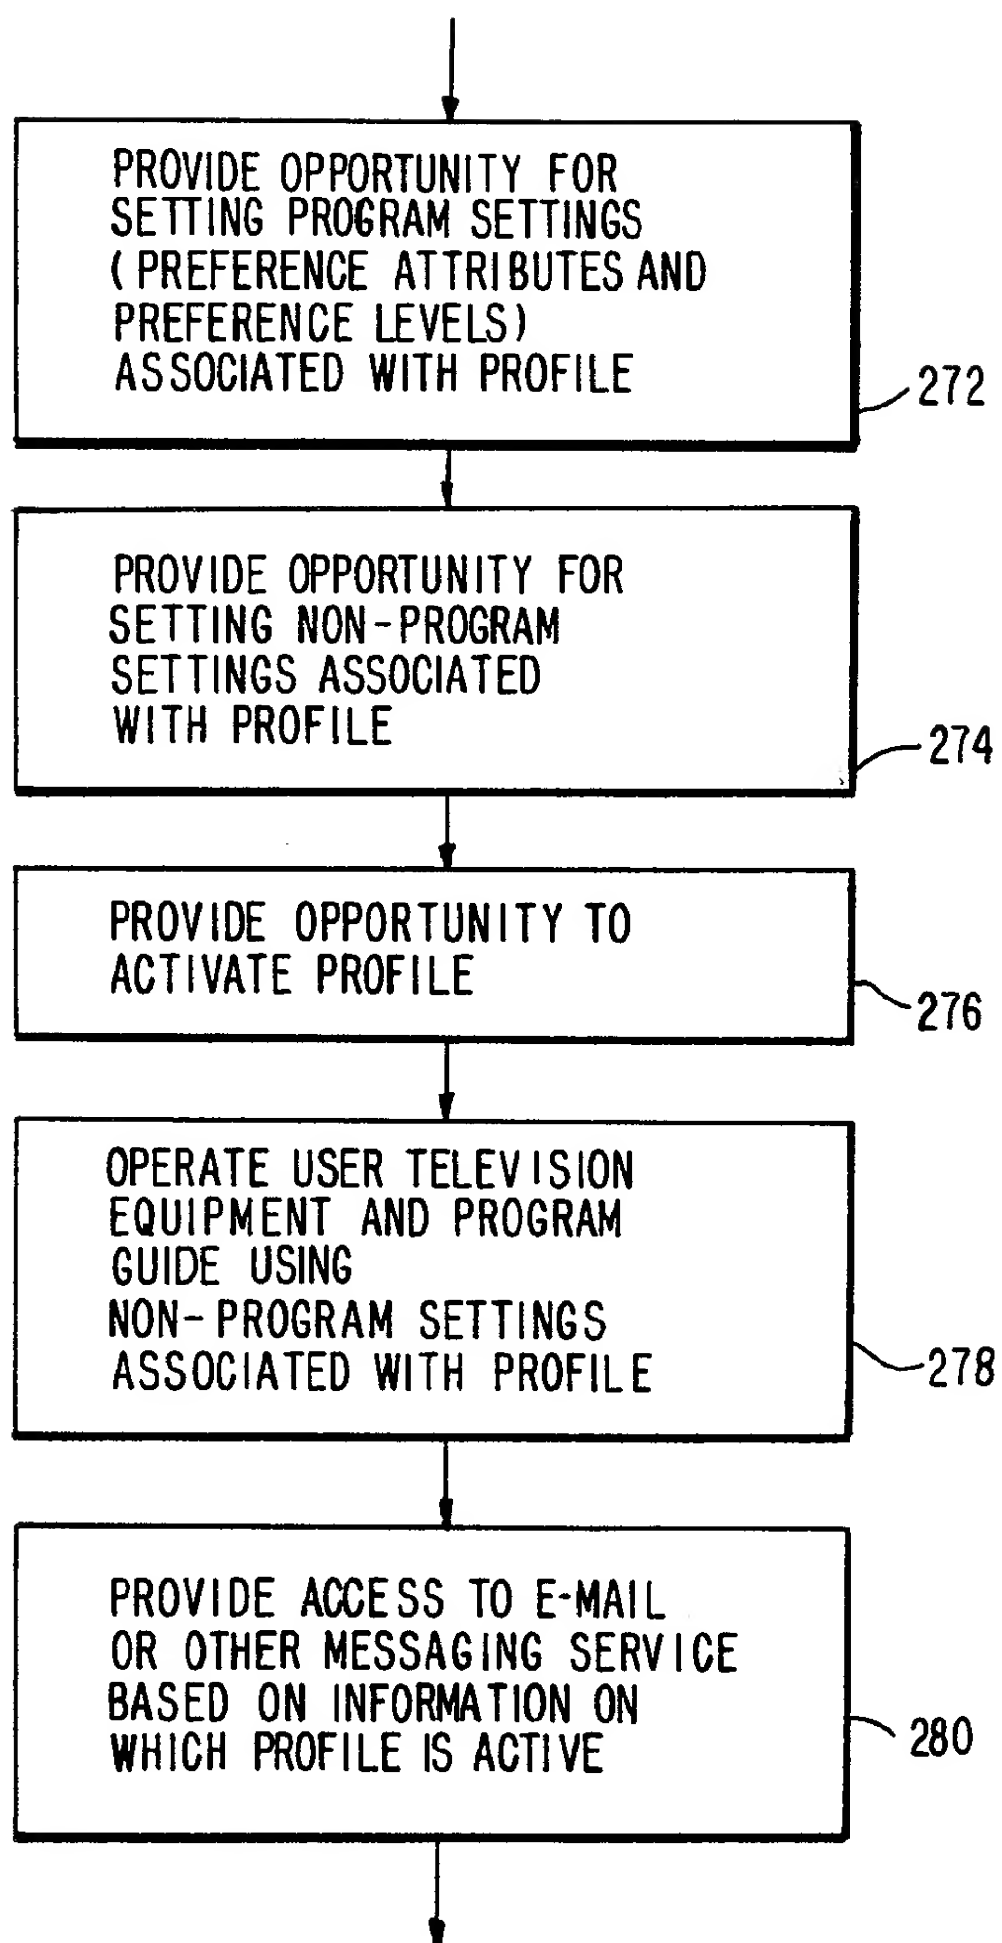 PROVIDE OPPORTUNITY FOR
SETTING PROGRAM SETTINGS
(PREFERENCE ATTRIBUTES AND
PREFERENCE LEVELS)
ASSOCIATED WITH PROFILE
272
PROVIDE OPPORTUNITY FOR
SETTING NON-PROGRAM
SETTINGS ASSOCIATED
WITH PROFILE
274
PROVIDE OPPORTUNITY TO
ACTIVATE PROFILE
276
OPERATE USER TELEVISION
EQUIPMENT AND PROGRAM
GUIDE USING
NON-PROGRAM SETTINGS
ASSOCIATED WITH PROFILE
278
PROVIDE ACCESS TO E-MAIL
OR OTHER MESSAGING SERVICE
BASED ON INFORMATION ON
WHICH PROFILE IS ACTIVE
280